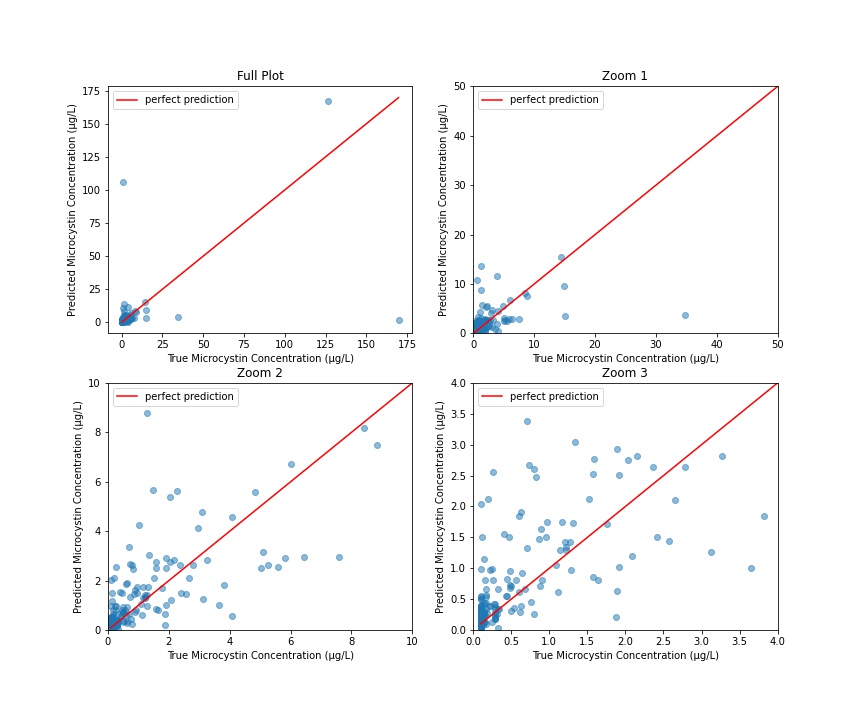 Full Plot
perfect prediction
Predicted Microcystin Concentration (μg/L)
175
150
125
100
75
50
25
0
0 25 50 75 100 125 150 175
True Microcystin Concentration (μg/L)
Zoom 1
perfect prediction
Predicted Microcystin Concentration (μg/L)
50
40
30
20
10
0
0 10 20 30 40 50
True Microcystin Concentration (μg/L)
Zoom 2
perfect prediction
Predicted Microcystin Concentration (μg/L)
10
8
6
4
2
0
0 2 4 6 8 10
True Microcystin Concentration (μg/L)
Zoom 3
perfect prediction
Predicted Microcystin Concentration (μg/L)
4.0
3.5
3.0
2.5
2.0
1.5
1.0
0.5
0.0
0.0 0.5 1.0 1.5 2.0 2.5 3.0 3.5 4.0
True Microcystin Concentration (μg/L)